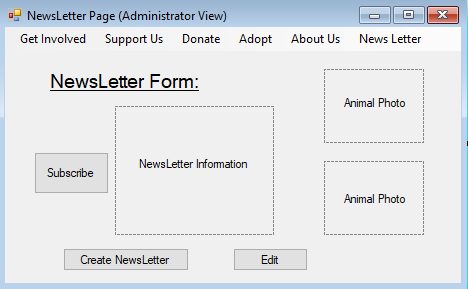 NewsLetter Page (Administrator View)
Get Involved Support Us Donate Adopt About Us News Letter
NewsLetter Form:
Animal Photo
Subscribe
NewsLetter Information
Animal Photo
Create NewsLetter
Edit